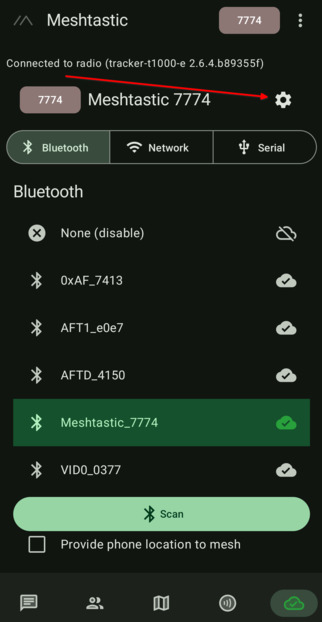 Meshtastic
7774
Connected to radio (tracker-t1000-e 2.6.4.b89355f)
7774
Meshtastic 7774
Bluetooth
Network
Serial
Bluetooth
None (disable)
0xAF_7413
AFT1_e0e7
AFTD_4150
Meshtastic_7774
VID0_0377
Scan
Provide phone location to mesh